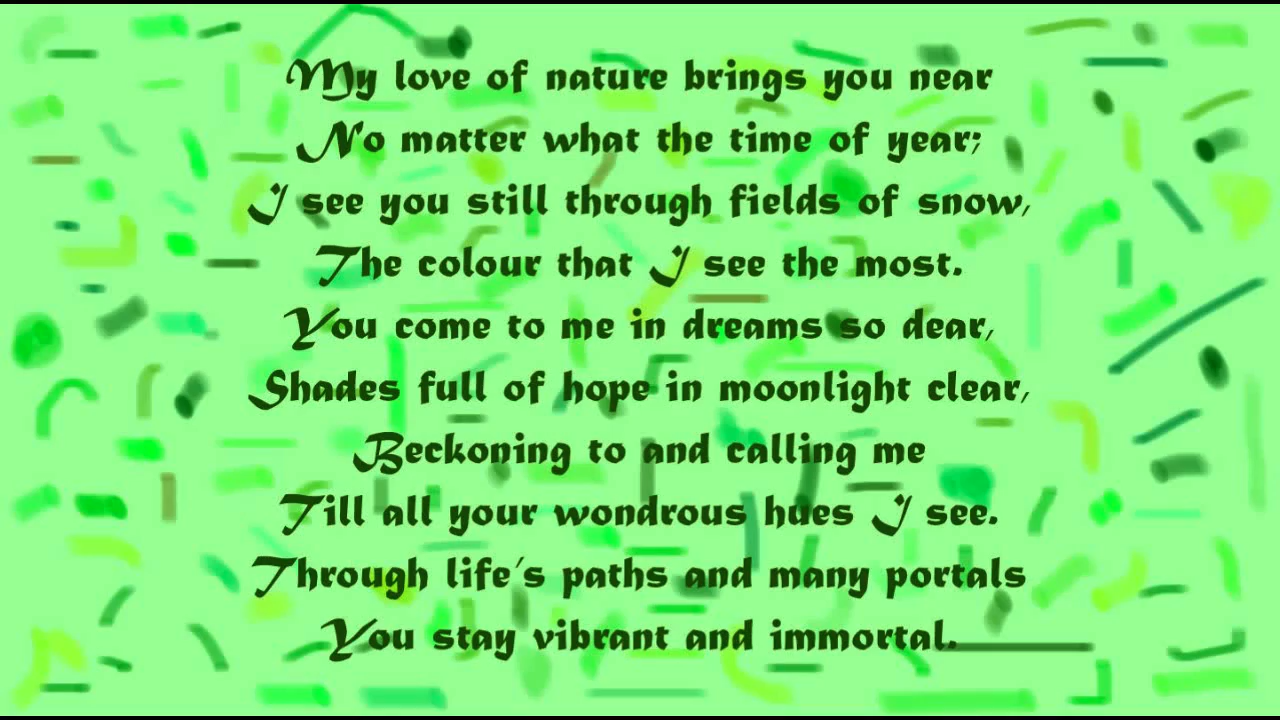 My love of nature brings you near
No matter what the time of year;
I see you still through fields of snow,
The colour that I see the most.
You come to me in dreams so dear,
Shades full of hope in moonlight clear,
Beckoning to and calling me
Till all your wondrous hues I see.
Through life's paths and many portals
You stay vibrant and immortal.